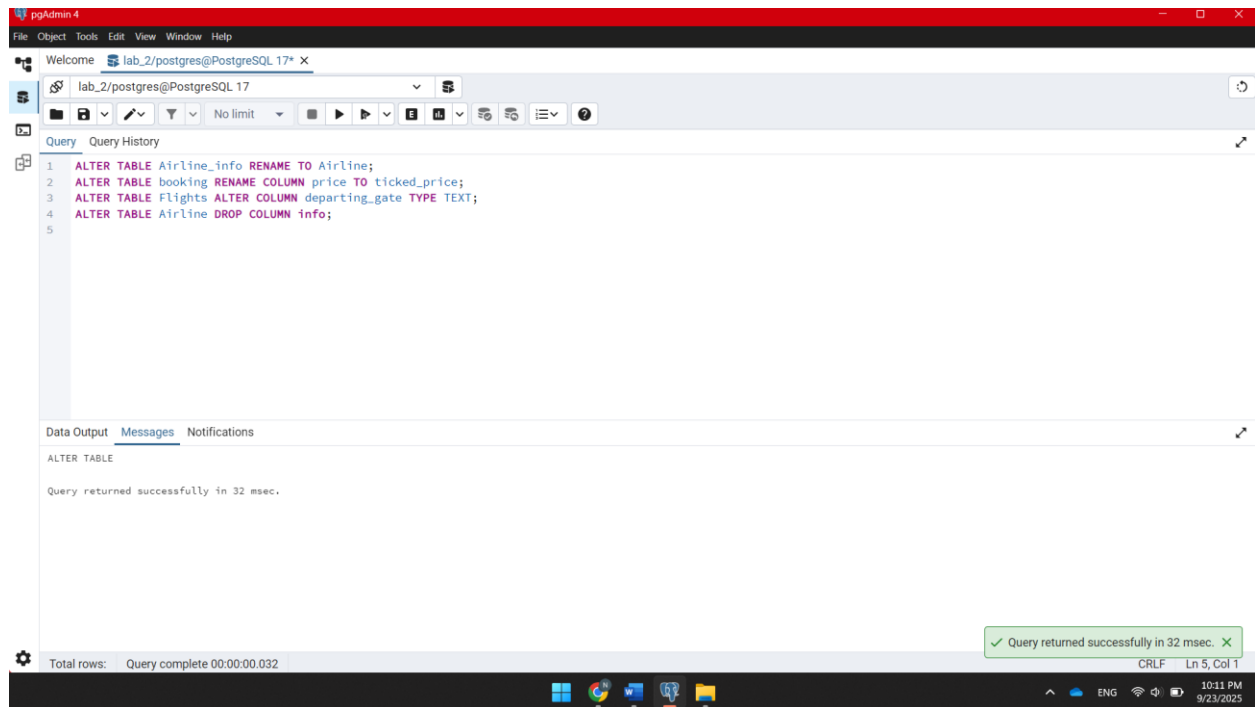 pgAdmin 4
File Object Tools Edit View Window Help
Welcome lab_2/postgres@PostgreSQL 17* X
lab_2/postgres@PostgreSQL 17
No limit E
Query Query History
1 ALTER TABLE Airline_info RENAME TO Airline;
2 ALTER TABLE booking RENAME COLUMN price TO ticked_price;
3 ALTER TABLE Flights ALTER COLUMN departing_gate TYPE TEXT;
4 ALTER TABLE Airline DROP COLUMN info;
5
Data Output Messages Notifications
ALTER TABLE
Query returned successfully in 32 msec.
Query returned successfully in 32 msec. X
Total rows: Query complete 00:00:00.032 CRLF Ln 5, Col 1
ENG 10:11 PM
9/23/2025